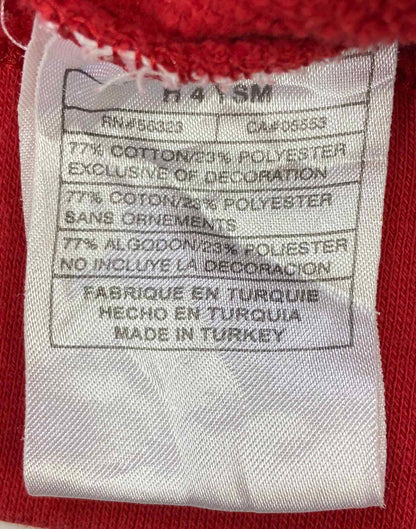 H 4 | SM
RN#56323 CA#05553
77% COTTON/23% POLYESTER
EXCLUSIVE OF DECORATION
77% COTON/23% POLYESTER
SANS ORNEMENTS
77% ALGODON/23% POLIESTER
NO INCLUYE LA DECORACION
FABRIQUE EN TURQUIE
HECHO EN TURQUIA
MADE IN TURKEY